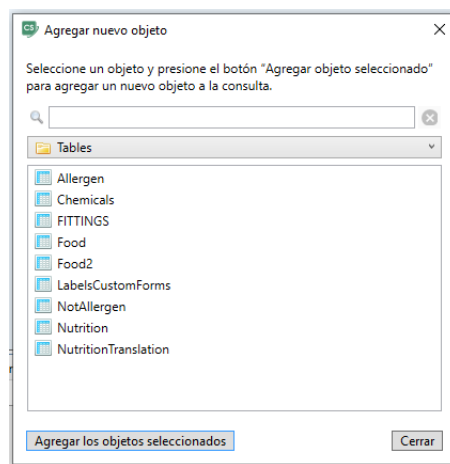 CS
Agregar nuevo objeto
Seleccione un objeto y presione el botón "Agregar objeto seleccionado"
para agregar un nuevo objeto a la consulta.
Tables
Allergen
Chemicals
FITTINGS
Food
Food2
LabelsCustomForms
NotAllergen
Nutrition
NutritionTranslation
Agregar los objetos seleccionados
Cerrar